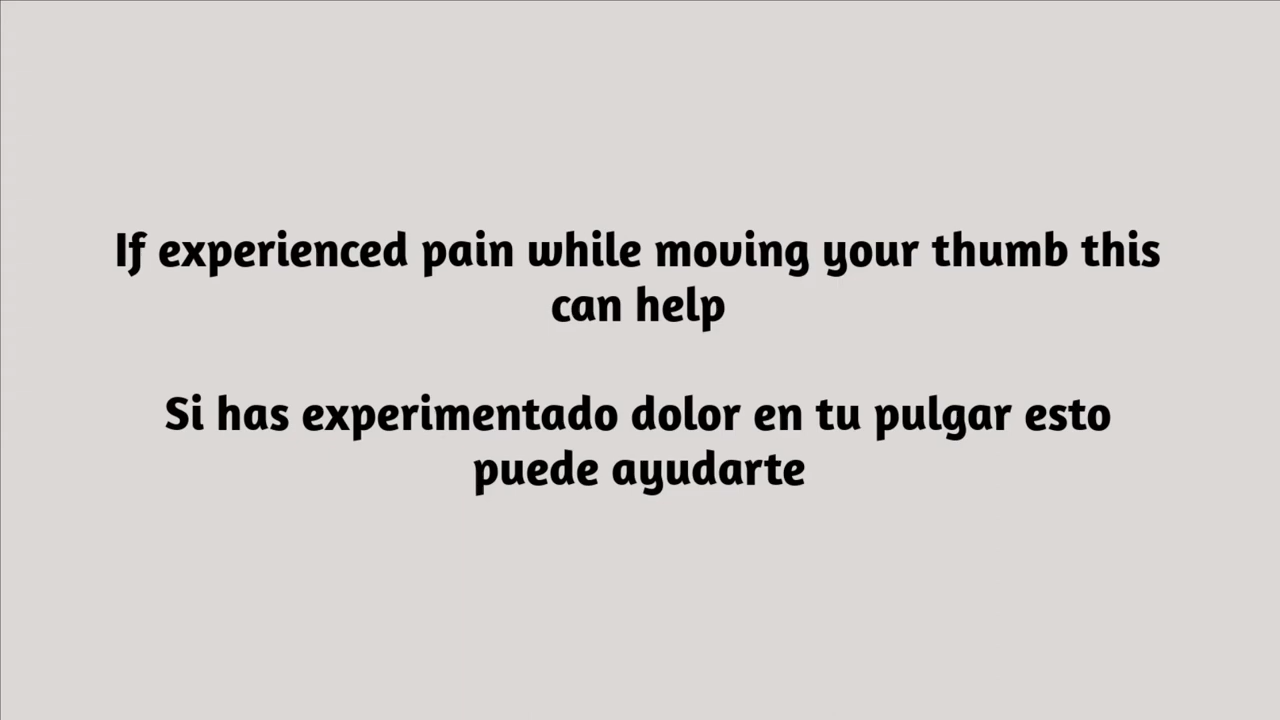 If experienced pain while moving your thumb this
can help
Si has experimentado dolor en tu pulgar esto
puede ayudarte